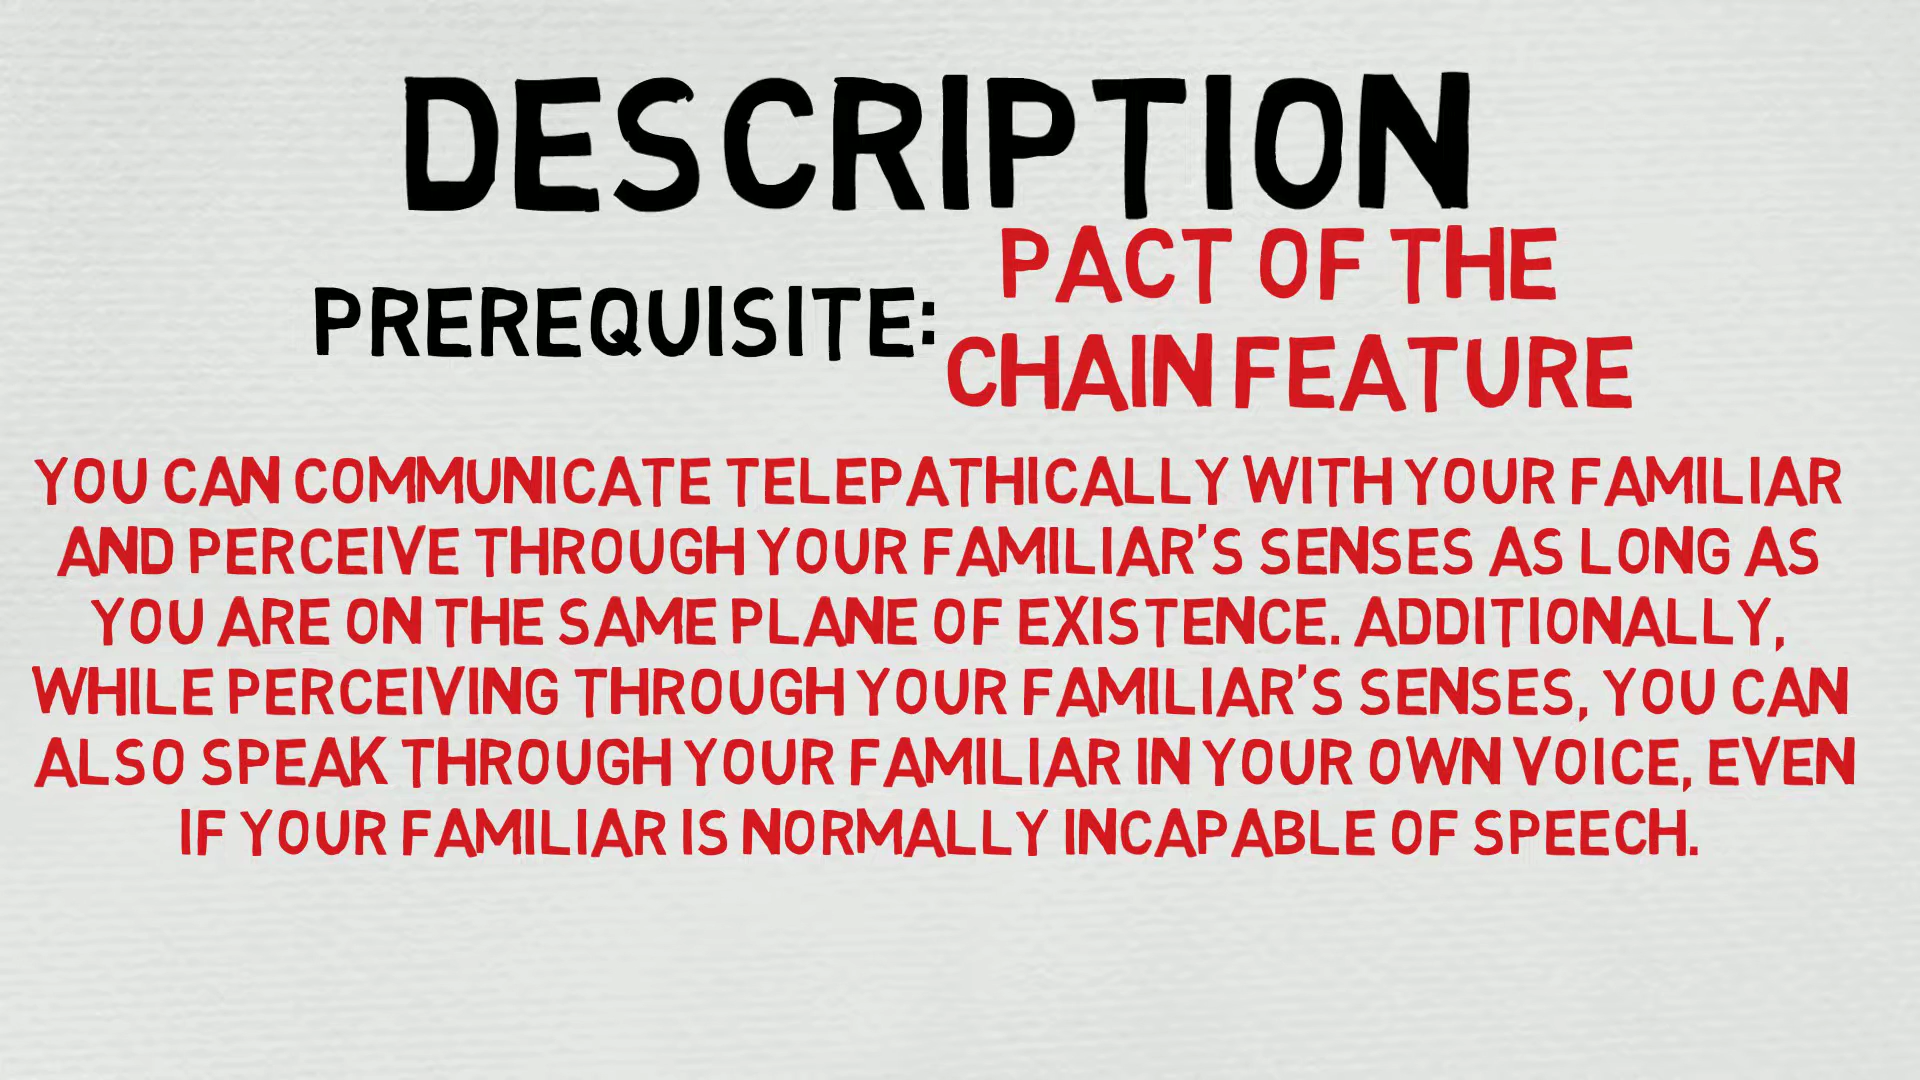 DESCRIPTION
PREREQUISITE:
PACT OF THE
CHAIN FEATURE
YOU CAN COMMUNICATE TELEPATHICALLY WITH YOUR FAMILIAR
AND PERCEIVE THROUGH YOUR FAMILIAR'S SENSES AS LONG AS
YOU ARE ON THE SAME PLANE OF EXISTENCE. ADDITIONALLY,
WHILE PERCEIVING THROUGH YOUR FAMILIAR'S SENSES, YOU CAN
ALSO SPEAK THROUGH YOUR FAMILIAR IN YOUR OWN VOICE, EVEN
IF YOUR FAMILIAR IS NORMALLY INCAPABLE OF SPEECH.